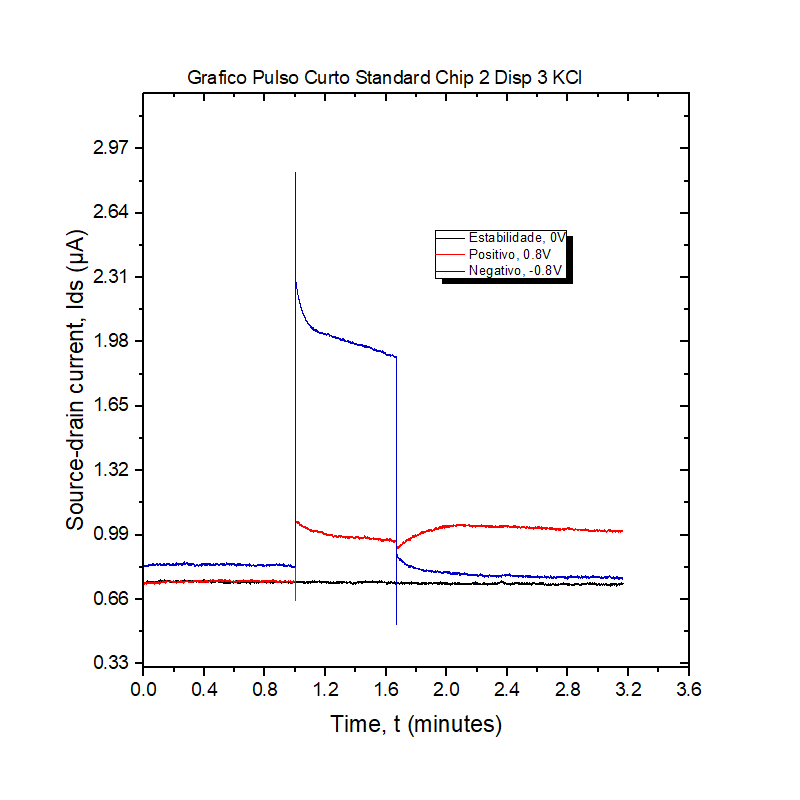 Grafico Pulso Curto Standard Chip 2 Disp 3 KCl
2.97
2.64
2.31
1.98
1.65
1.32
0.99
0.66
0.33
Source-drain current, Ids (µA)
Estabilidade, 0V
Positivo, 0.8V
Negativo, -0.8V
0.0 0.4 0.8 1.2 1.6 2.0 2.4 2.8 3.2 3.6
Time, t (minutes)